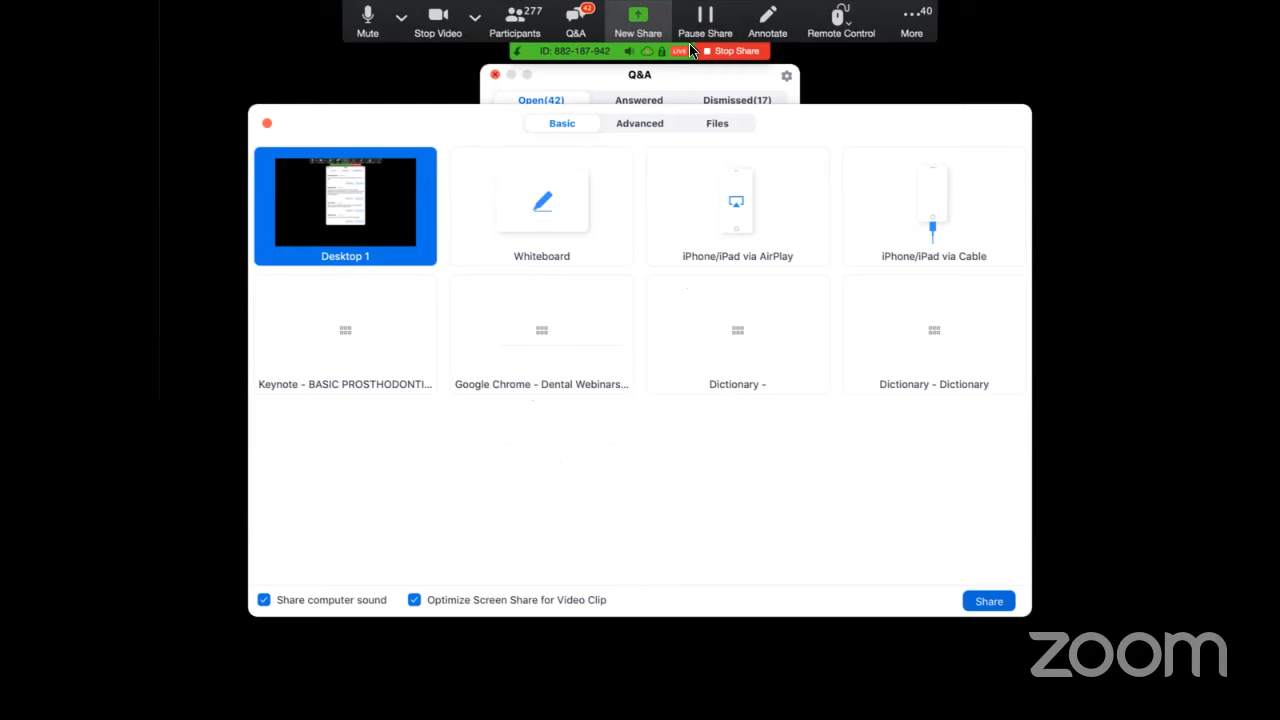 277
42
40
Mute
Stop Video
Participants
Q&A
New Share
Pause Share
Annotate
Remote Control
More
ID: 882-187-942
LIVE
Stop Share
Q&A
Open(42)
Answered
Dismissed(17)
Basic
Advanced
Files
Desktop 1
Whiteboard
iPhone/iPad via AirPlay
iPhone/iPad via Cable
Keynote - BASIC PROSTHODONTI...
Google Chrome - Dental Webinars...
Dictionary -
Dictionary - Dictionary
Share computer sound
Optimize Screen Share for Video Clip
Share
zoom